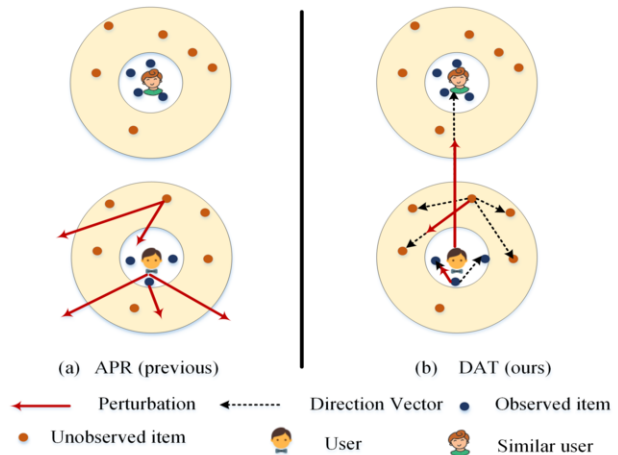 (a) APR (previous)
(b) DAT (ours)
Perturbation
Direction Vector
Observed item
Unobserved item
User
Similar user